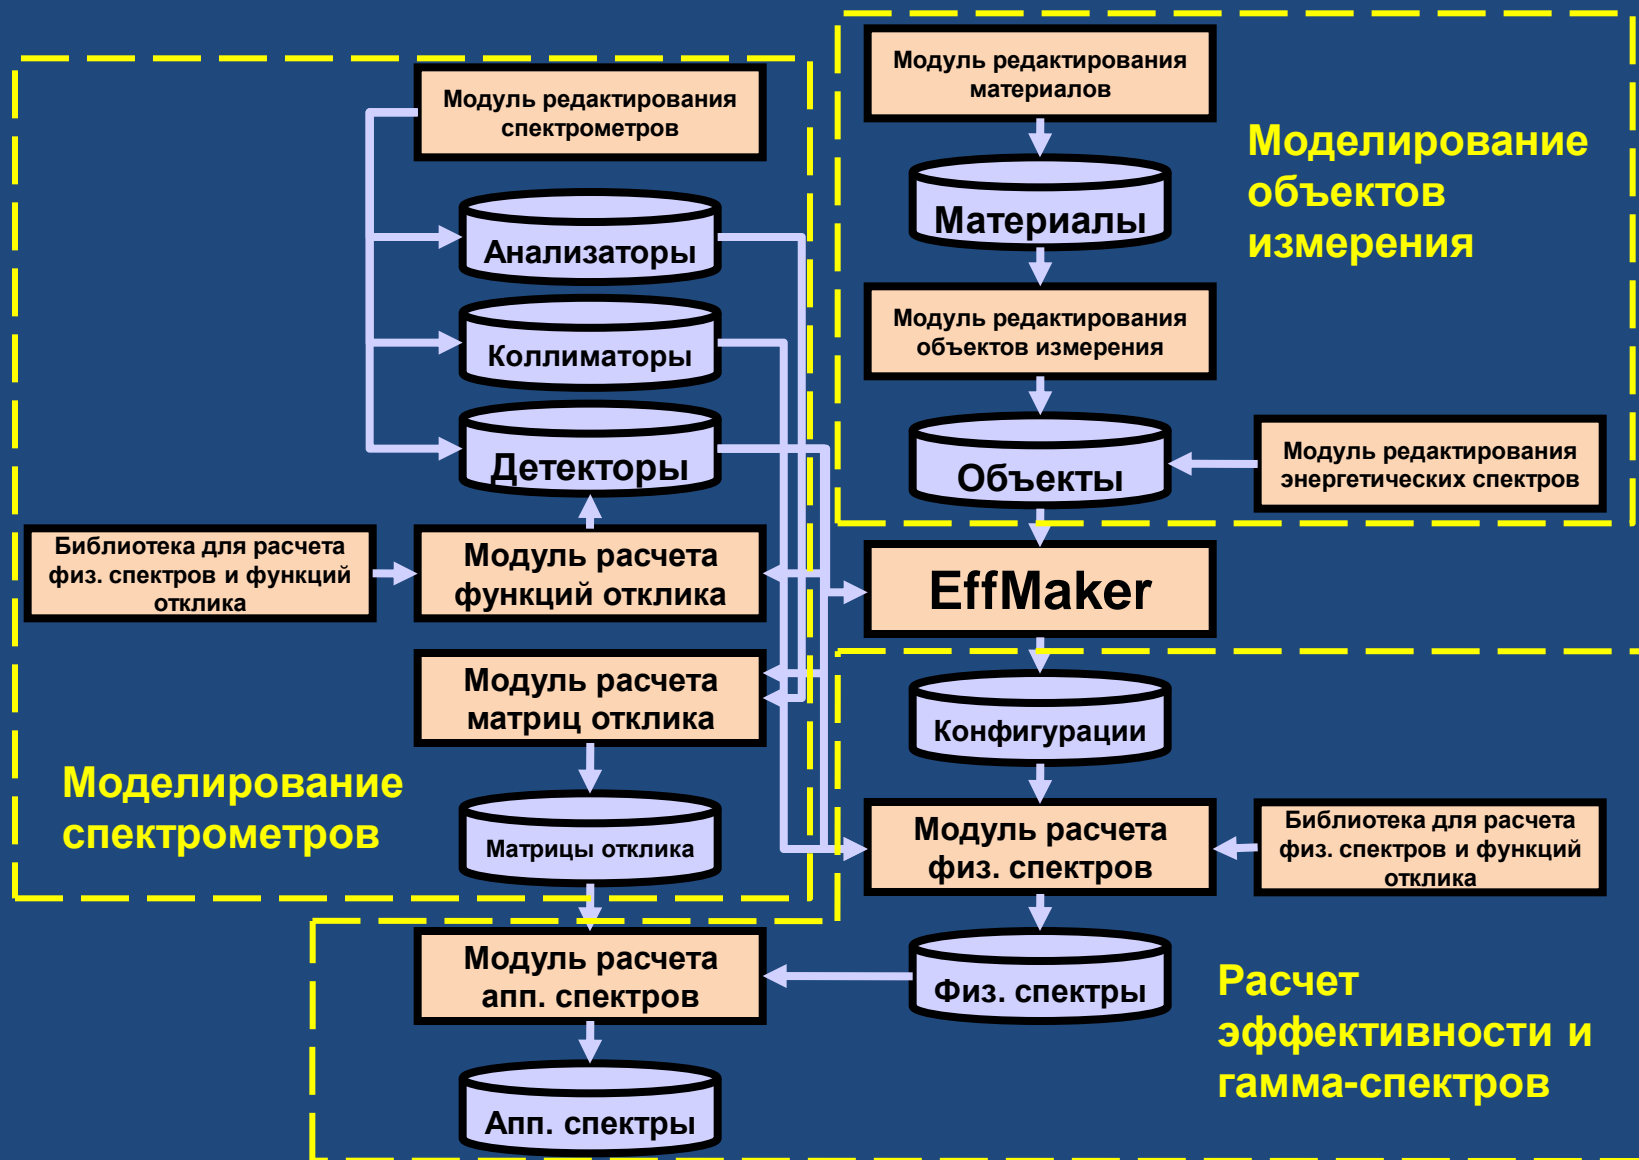 Модуль редактирования
спектрометров
Анализаторы
Коллиматоры
Детекторы
Библиотека для расчета
физ. спектров и функций
отклика
Модуль расчета
функций отклика
Модуль расчета
матриц отклика
Моделирование
спектрометров
Матрицы отклика
Модуль редактирования
материалов
Материалы
Моделирование
объектов
измерения
Модуль редактирования
объектов измерения
Объекты
Модуль редактирования
энергетических спектров
EffMaker
Конфигурации
Модуль расчета
физ. спектров
Библиотека для расчета
физ. спектров и функций
отклика
Модуль расчета
апп. спектров
Физ. спектры
Апп. спектры
Расчет
эффективности и
гамма-спектров